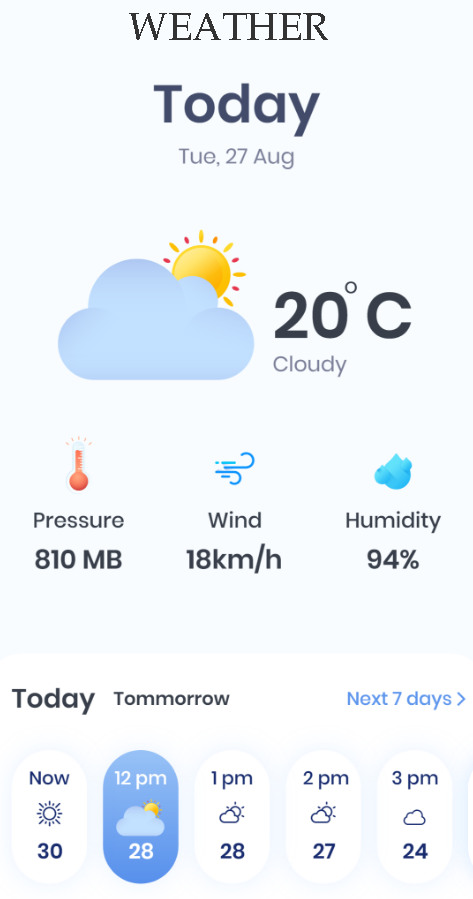 WEATHER
Today
Tue, 27 Aug
20°C
Cloudy
Pressure Wind Humidity
810 MB 18km/h 94%
Today Tommorrow Next 7 days >
Now 12 pm 1 pm 2 pm 3 pm
30 28 28 27 24